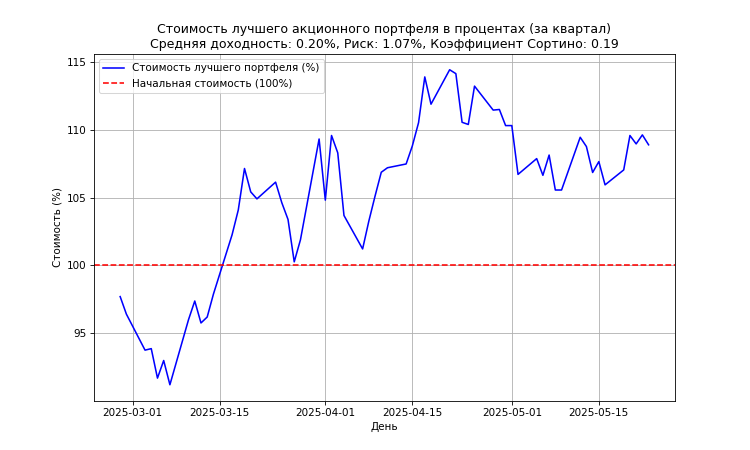 Стоимость лучшего акционного портфеля в процентах (за квартал)
Средняя доходность: 0.20%, Риск: 1.07%, Коэффициент Сортино: 0.19
Стоимость лучшего портфеля (%)
Начальная стоимость (100%)
Стоимость (%)
115
110
105
100
95
2025-03-01
2025-03-15
2025-04-01
2025-04-15
2025-05-01
2025-05-15
День